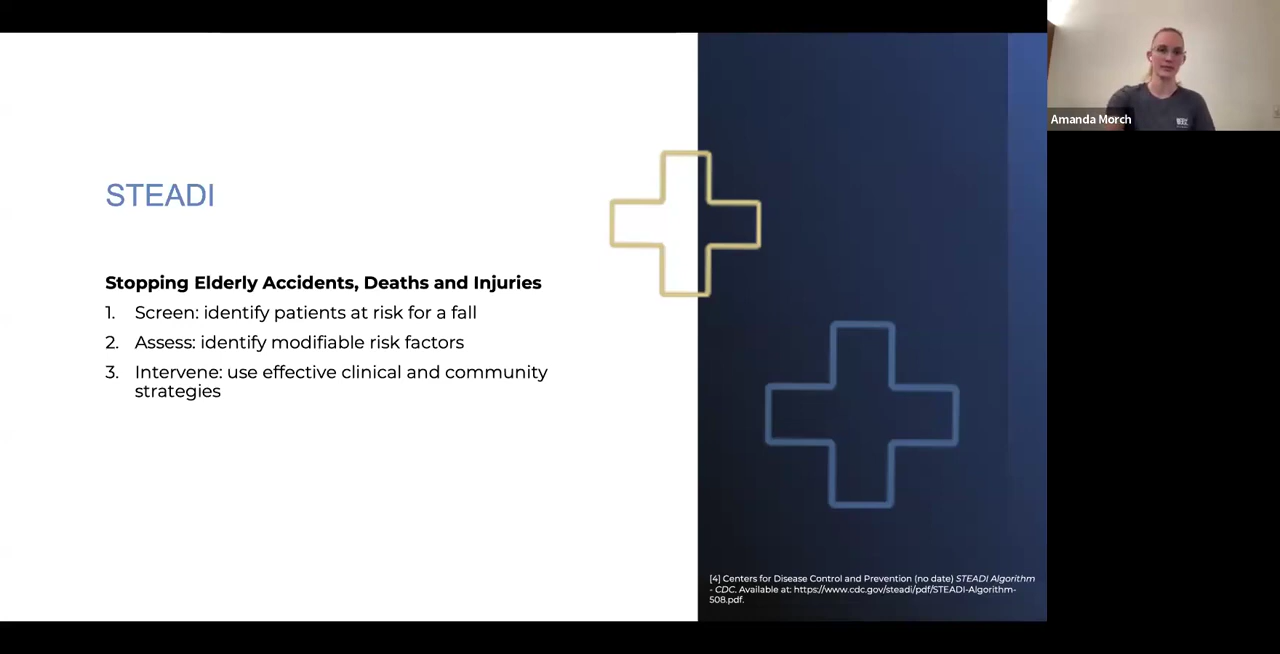 Amanda Morch
STEADI
Stopping Elderly Accidents, Deaths and Injuries
1. Screen: identify patients at risk for a fall
2. Assess: identify modifiable risk factors
3. Intervene: use effective clinical and community
strategies
[4] Centers for Disease Control and Prevention (no date) STEADI Algorithm
- CDC. Available at: https://www.cdc.gov/steadi/pdf/STEADI-Algorithm-
508.pdf.